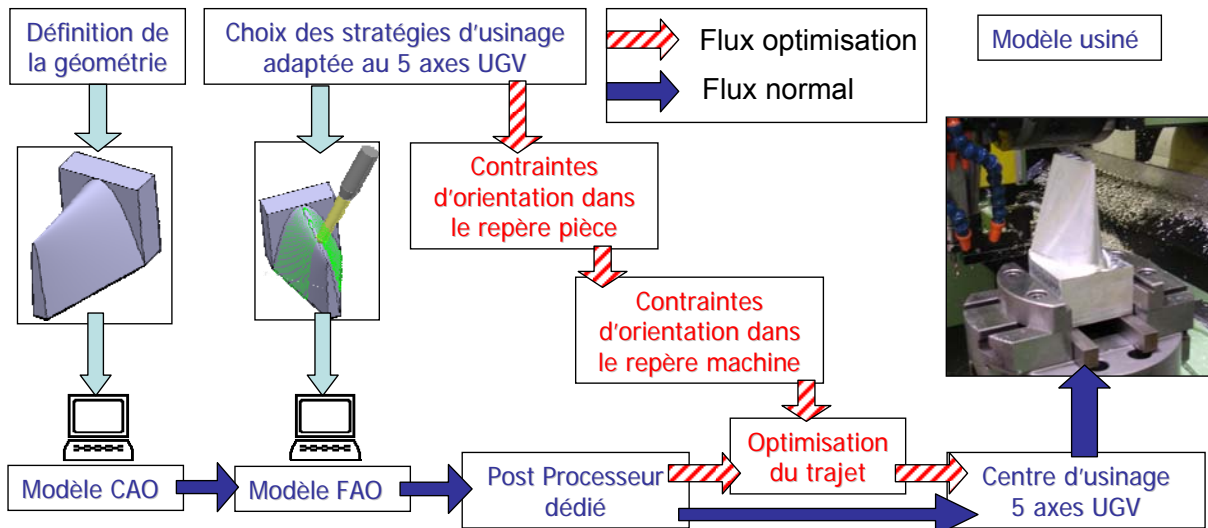 Définition de
la géométrie
Choix des stratégies d'usinage
adaptée au 5 axes UGV
Flux optimisation
Flux normal
Modèle usiné
Contraintes
d'orientation dans
le repère pièce
Contraintes
d'orientation dans
le repère machine
Optimisation
du trajet
Modèle CAO
Modèle FAO
Post Processeur
dédié
Centre d'usinage
5 axes UGV